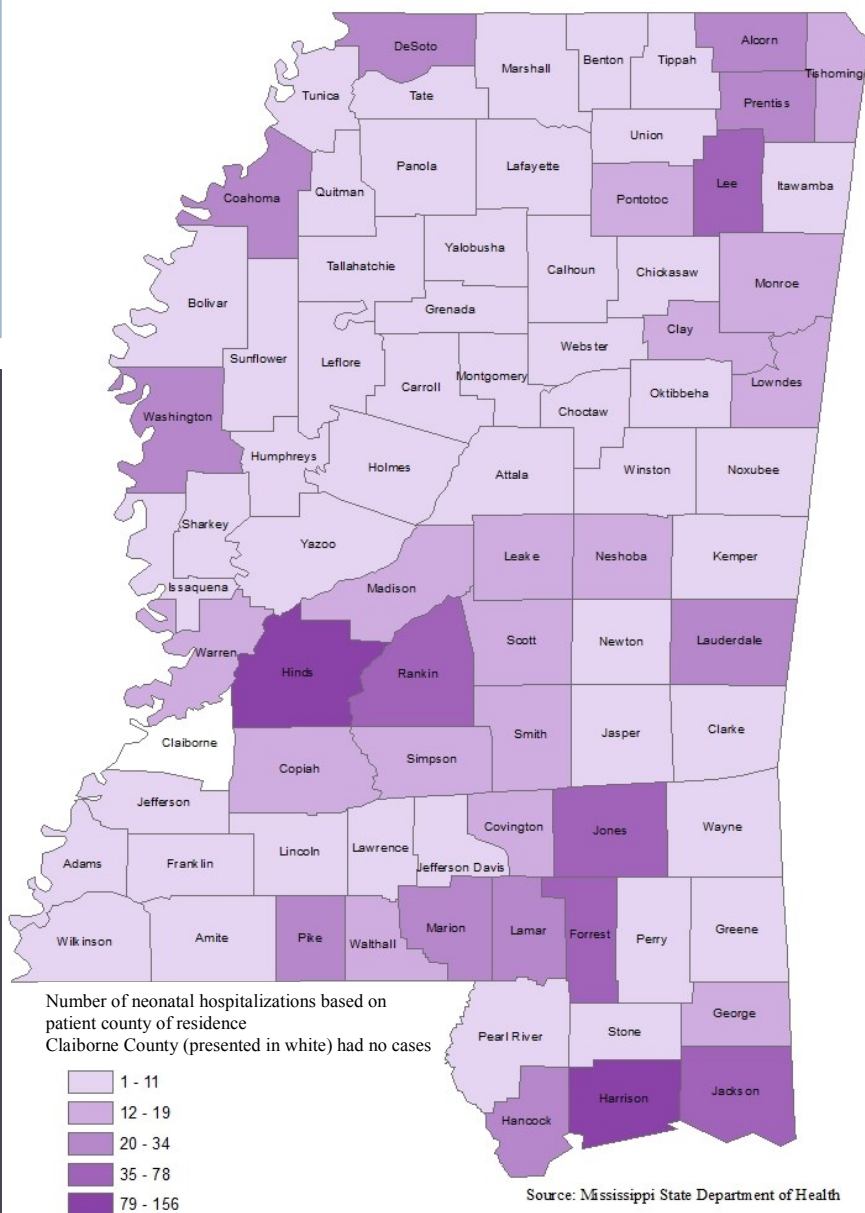 DeSoto
Alcorn
Marshall
Benton
Tippah
Tishoming
Tunica
Tate
Prentiss
Union
Panola
Lafayette
Lee
Itawamba
Coahoma
Quitman
Pontotoc
Yalobusha
Tallahatchie
Calhoun
Chickasaw
Monroe
Bolivar
Grenada
Clay
Sunflower
Leflore
Webster
Carroll
Montgomery
Lowndes
Oktibbeha
Choctaw
Washington
Humphreys
Holmes
Attala
Winston
Noxubee
Sharkey
Yazoo
Leake
Neshoba
Kemper
Issaquena
Madison
Warren
Scott
Newton
Lauderdale
Hinds
Rankin
Claiborne
Smith
Jasper
Clarke
Copiah
Simpson
Jefferson
Covington
Jones
Wayne
Adams
Franklin
Lincoln
Lawrence
Jefferson Davis
Wilkinson
Amite
Pike
Walthall
Marion
Lamar
Forrest
Perry
Greene
Number of neonatal hospitalizations based on
patient county of residence
Claiborne County (presented in white) had no cases
Pearl River
Stone
George
Hancock
Harrison
Jackson
1 - 11
12 - 19
20 - 34
35 - 78
79 - 156
Source: Mississippi State Department of Health